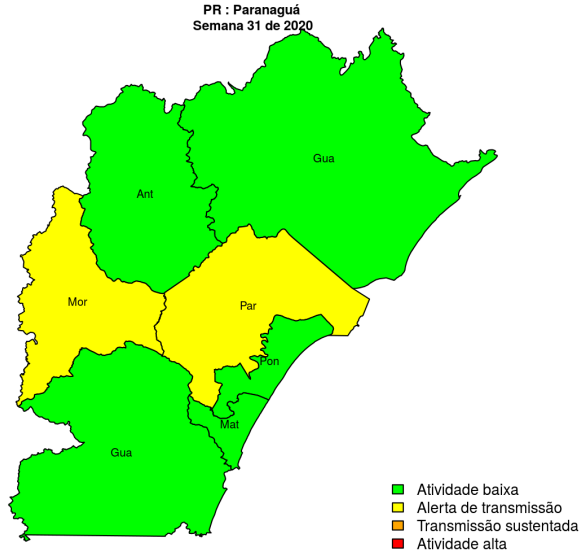 PR : Paranaguá
Semana 31 de 2020
Gua
Ant
Mor
Par
Pon
Mat
Gua
Atividade baixa
Alerta de transmissão
Transmissão sustentada
Atividade alta